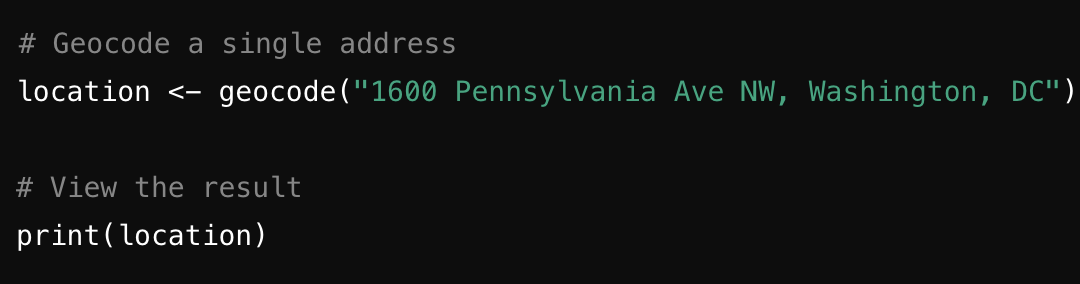 # Geocode a single address
location <- geocode("1600 Pennsylvania Ave NW, Washington, DC")
# View the result
print(location)